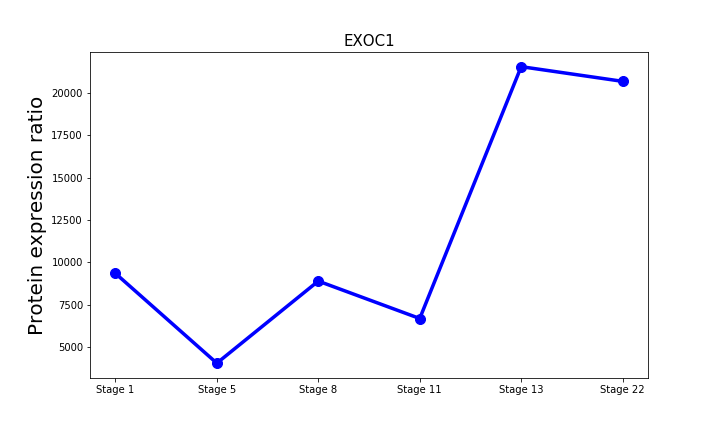 EXOC1
Protein expression ratio
20000
17500
15000
12500
10000
7500
5000
Stage 1
Stage 5
Stage 8
Stage 11
Stage 13
Stage 22